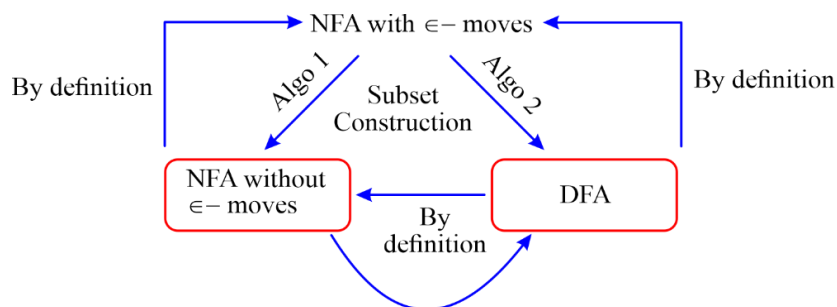 NFA with ∈− moves
By definition
Algo 1
Algo 2
By definition
Subset
Construction
NFA without
∈− moves
DFA
By
definition